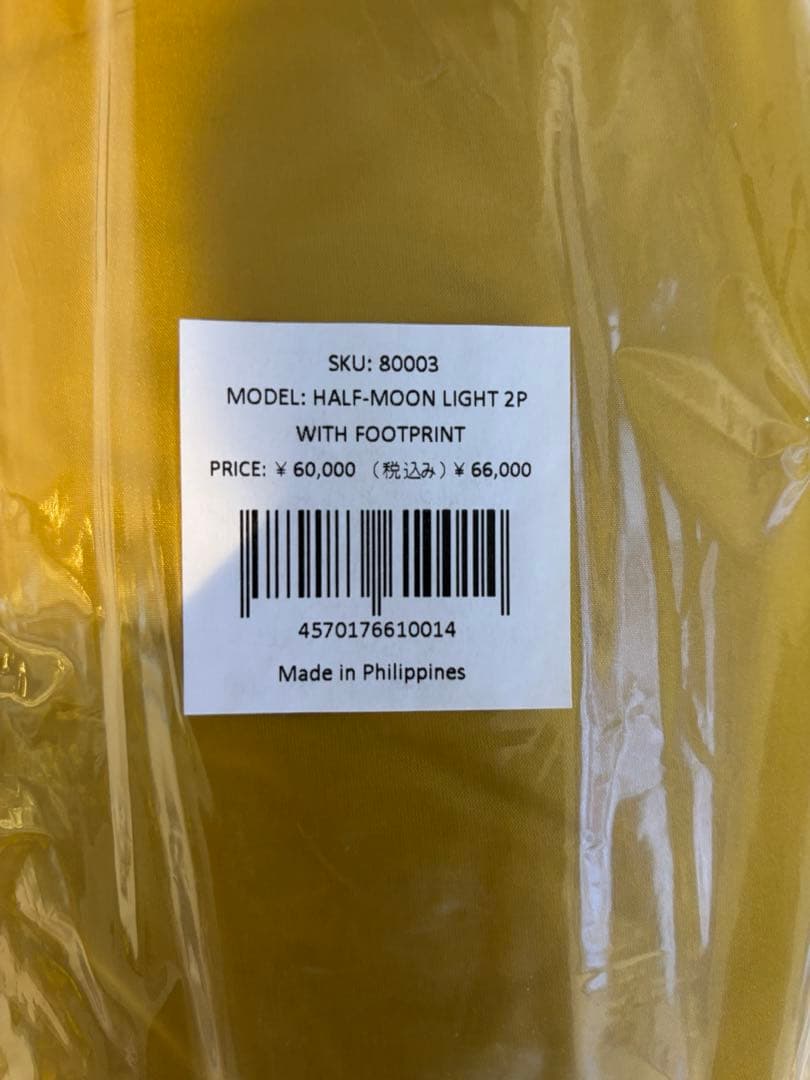 SKU: 80003
MODEL: HALF-MOON LIGHT 2P
WITH FOOTPRINT
PRICE: ¥ 60,000 （税込み）¥ 66,000
4570176610014
Made in Philippines